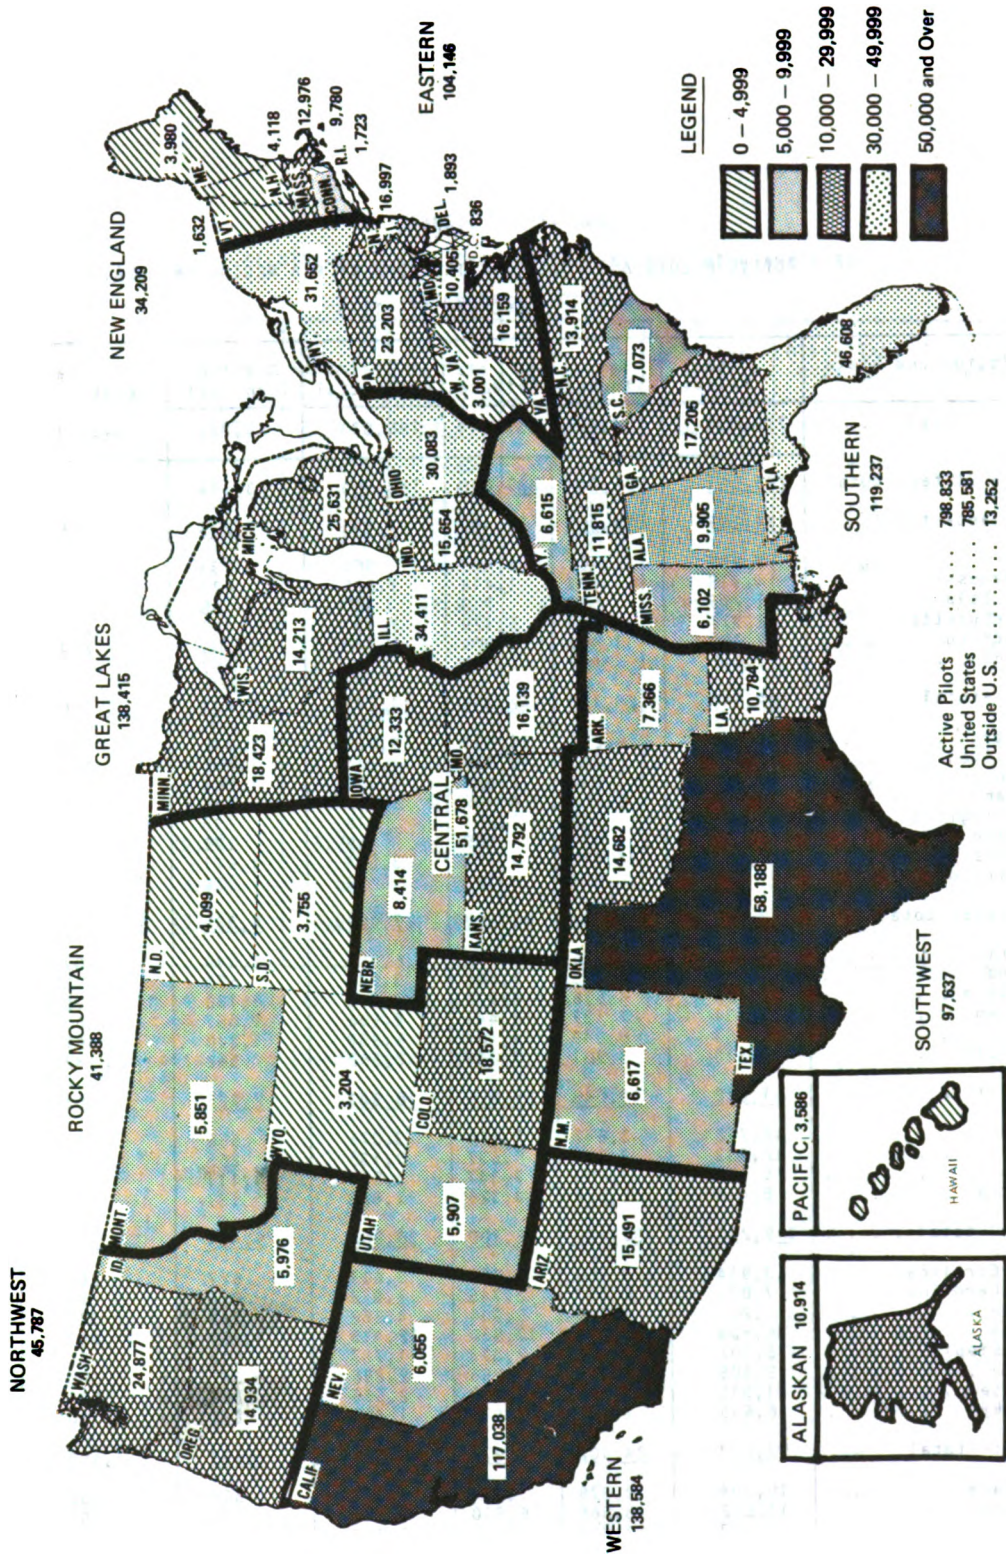 NORTHWEST
45,787
ROCKY MOUNTAIN
41,388
GREAT LAKES
138,415
NEW ENGLAND
34,209
EASTERN
104,146
WASH.
24,877
OREG.
14,934
ID.
5,976
MONT.
5,851
WYO.
3,204
N.D.
4,099
S.D.
3,755
UTAH
5,907
COLO.
18,572
NEBR.
8,414
CENTRAL
51,678
KANS.
14,792
IOWA
12,333
MO.
16,139
MINN.
18,423
WIS.
14,213
MICH.
25,631
ILL.
34,411
IND.
15,654
OHIO
30,083
ME.
3,980
VT.
1,632
N.H.
4,118
MASS.
12,976
R.I.
1,723
CONN.
9,780
N.Y.
31,652
PA.
23,203
N.J.
16,997
DEL.
1,893
MD.
10,405
D.C. 836
W. VA.
3,001
VA.
16,159
6,615
TENN.
11,815
N.C.
13,914
S.C.
7,073
GA.
17,205
ALA.
9,905
MISS.
6,102
FLA.
46,608
SOUTHERN
119,237
ARK.
7,366
LA.
10,784
OKLA.
14,682
TEX.
58,188
N.M.
6,617
SOUTHWEST
97,637
ARIZ.
15,491
NEV.
6,055
CALIF.
117,038
WESTERN
138,584
ALASKAN 10,914
ALASKA
PACIFIC 3,586
HAWAII
Active Pilots ...... 798,833
United States ....... 785,581
Outside U.S. ....... 13,252
LEGEND
0 – 4,999
5,000 – 9,999
10,000 – 29,999
30,000 – 49,999
50,000 and Over